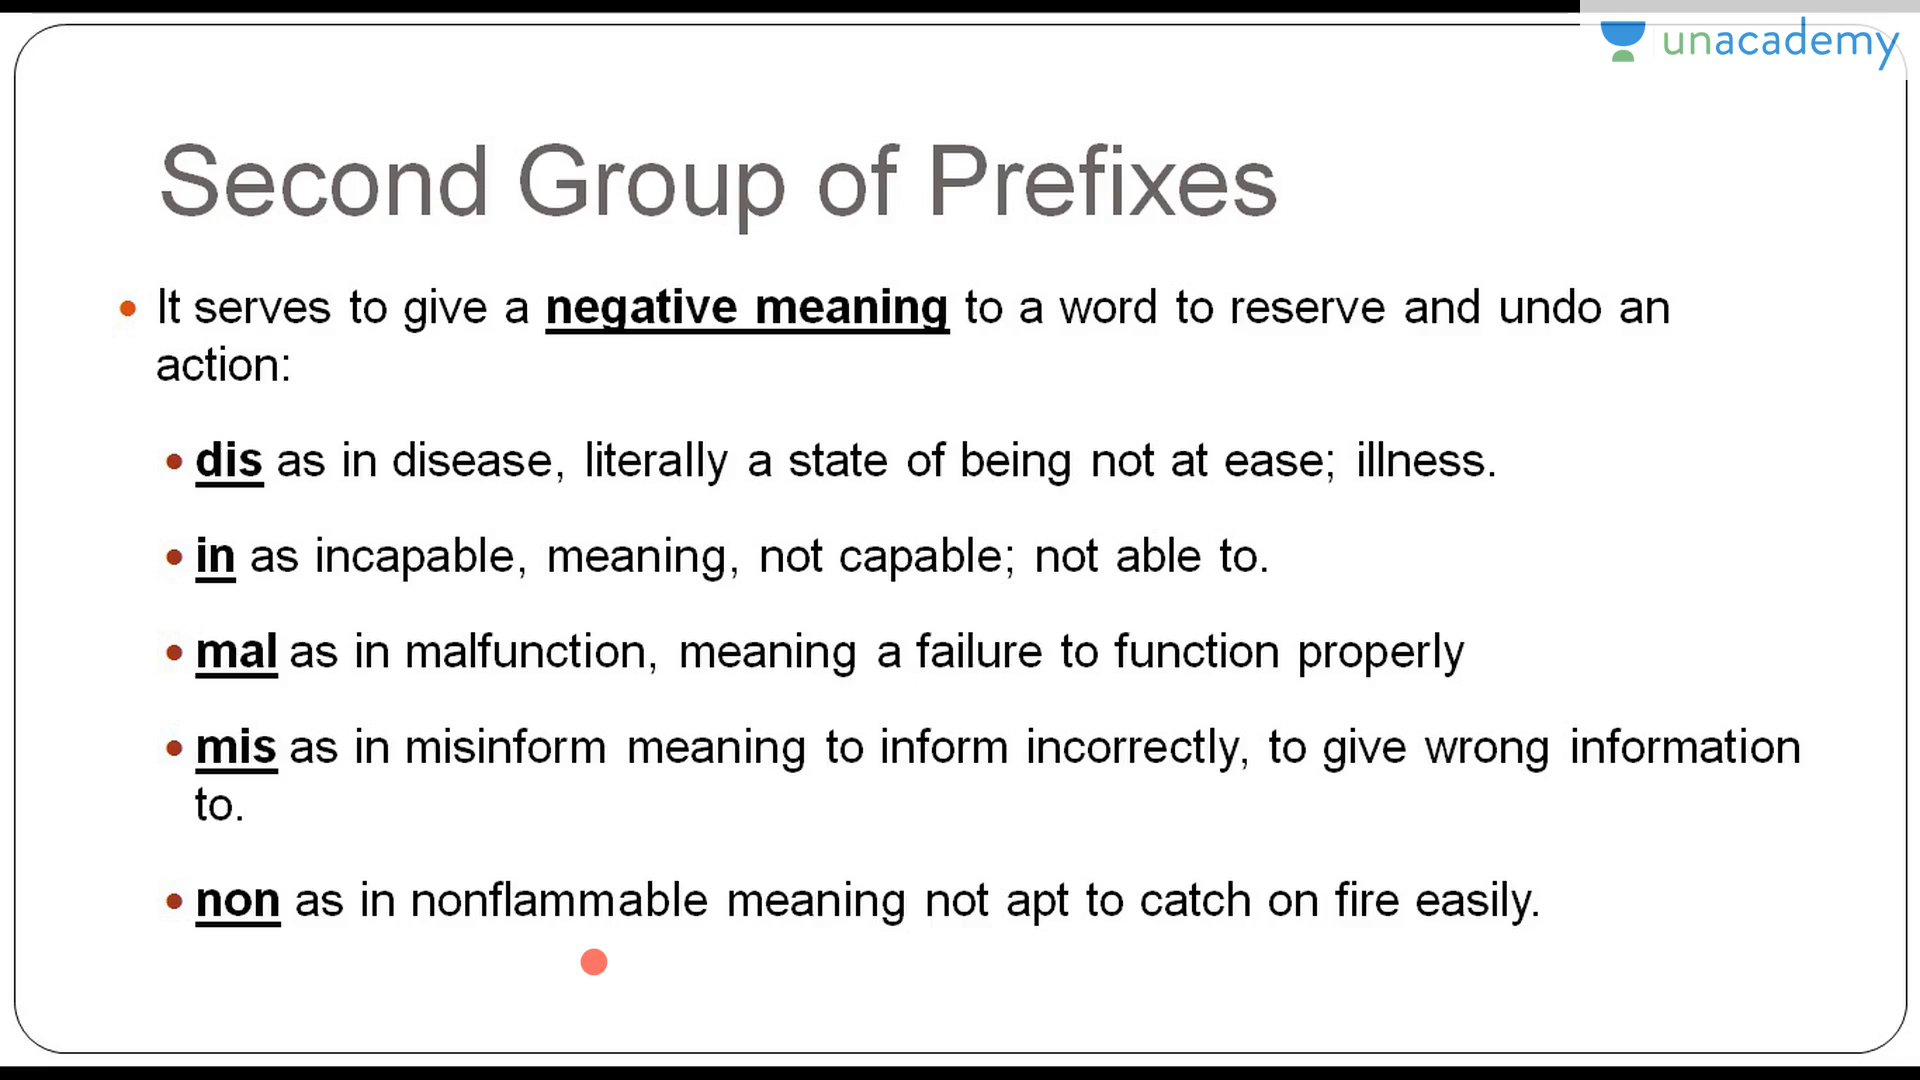 unacademy
Second Group of Prefixes
It serves to give a negative meaning to a word to reserve and undo an
action:
dis as in disease, literally a state of being not at ease; illness.
in as incapable, meaning, not capable; not able to.
mal as in malfunction, meaning a failure to function properly
mis as in misinform meaning to inform incorrectly, to give wrong information
to.
non as in nonflammable meaning not apt to catch on fire easily.